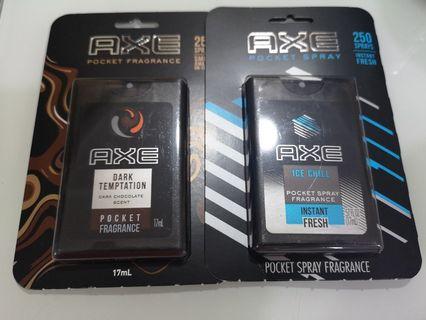 AXE
POCKET FRAGRANCE
AXE
DARK
TEMPTATION
DARK CHOCOLATE
SCENT
POCKET
FRAGRANCE
17mL
17mL
AXE
POCKET SPRAY
250
SPRAYS
INSTANT
FRESH
AXE
ICE CHILL
POCKET SPRAY
FRAGRANCE
INSTANT
FRESH
POCKET SPRAY FRAGRANCE